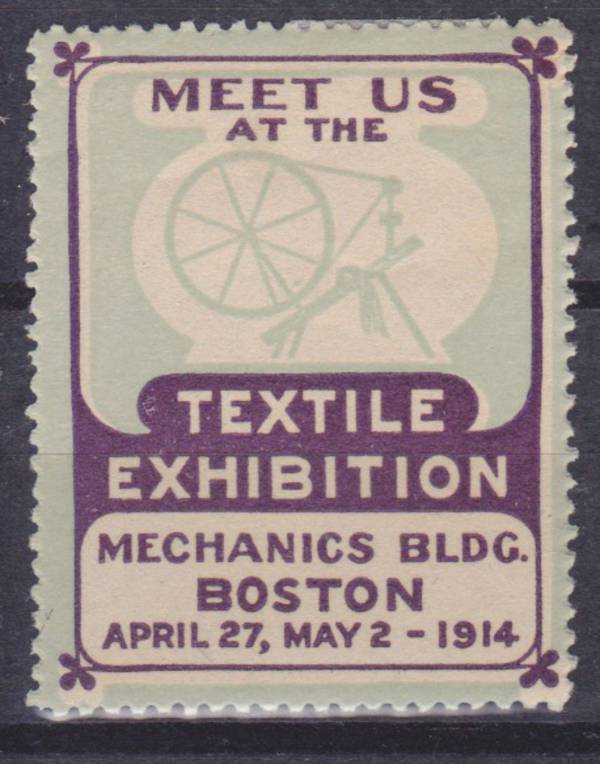 MEET US
AT THE
TEXTILE
EXHIBITION
MECHANICS BLDG.
BOSTON
APRIL 27, MAY 2 - 1914